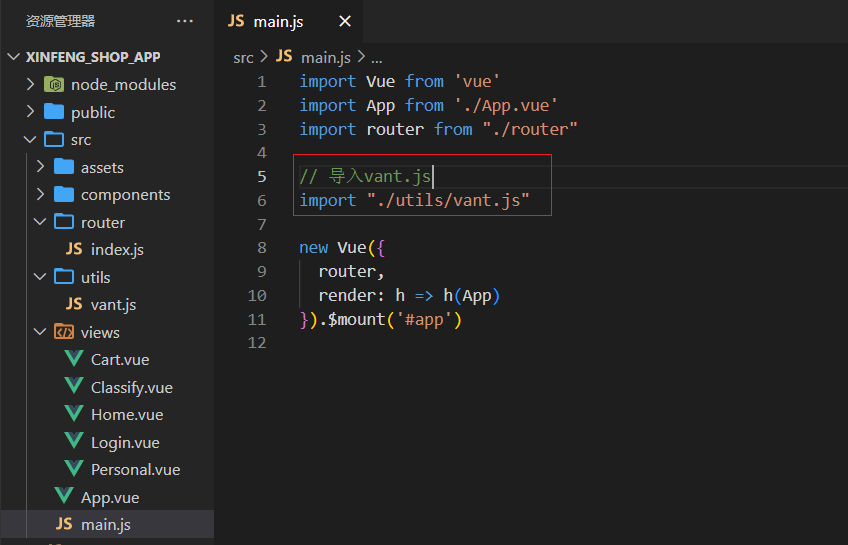 资源管理器
···
XINFENG_SHOP_APP
node_modules
public
src
assets
components
router
JS index.js
utils
JS vant.js
views
Cart.vue
Classify.vue
Home.vue
Login.vue
Personal.vue
App.vue
JS main.js
JS main.js ×
src > JS main.js > ...
1 import Vue from 'vue'
2 import App from './App.vue'
3 import router from "./router"
4
5 // 导入vant.js
6 import "./utils/vant.js"
7
8 new Vue({
9   router,
10   render: h => h(App)
11 }).$mount('#app')
12